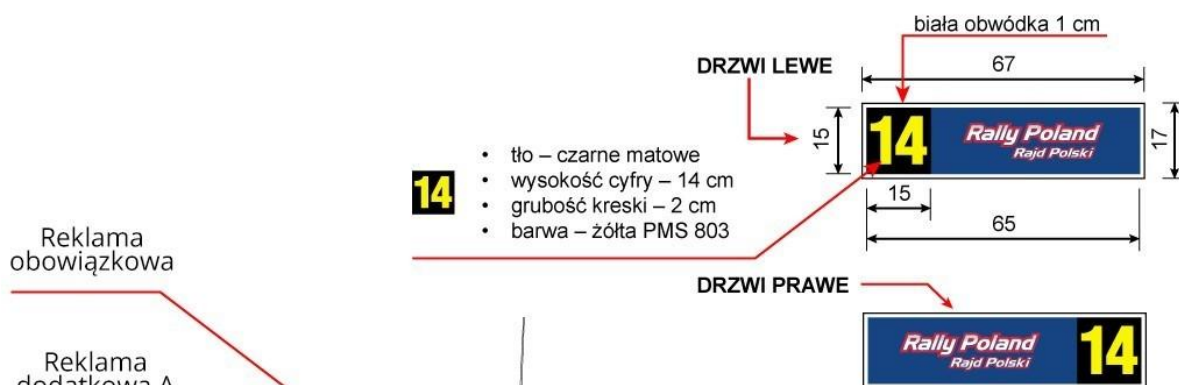 biała obwódka 1 cm
DRZWI LEWE
67
15
14
Rally Poland
Rajd Polski
17
15
65
14
• tło – czarne matowe
• wysokość cyfry – 14 cm
• grubość kreski – 2 cm
• barwa – żółta PMS 803
Reklama
obowiązkowa
DRZWI PRAWE
Rally Poland
Rajd Polski
14
Reklama
dodatkowa A